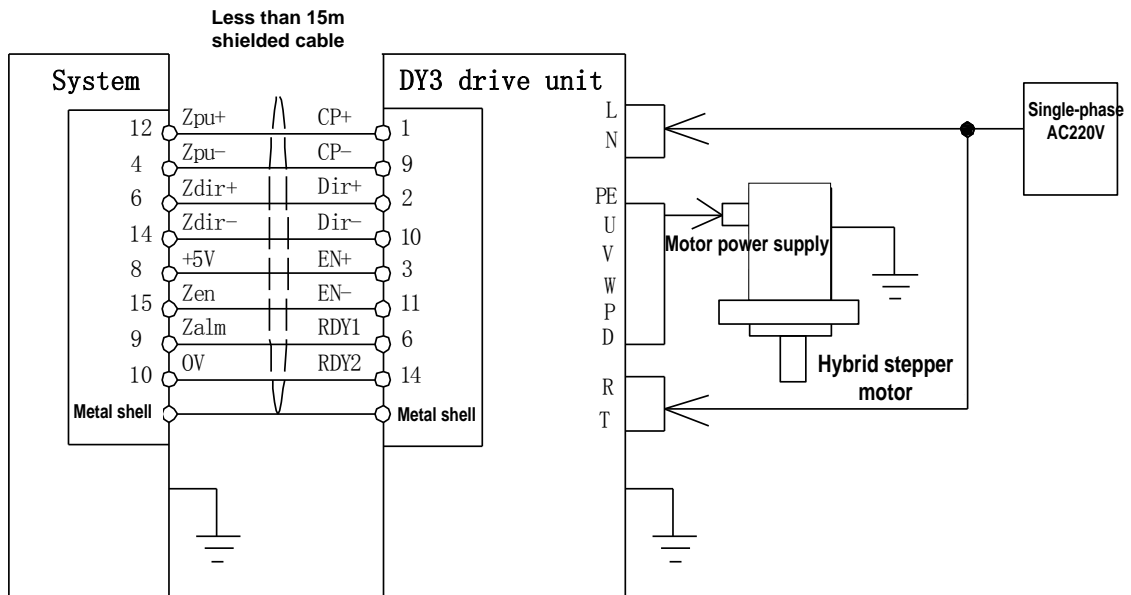 Less than 15m
shielded cable
System
DY3 drive unit
12 Zpu+ CP+ 1
4 Zpu- CP- 9
6 Zdir+ Dir+ 2
14 Zdir- Dir- 10
8 +5V EN+ 3
15 Zen EN- 11
9 Zalm RDY1 6
10 0V RDY2 14
Metal shell Metal shell
L
N
PE
U
V
W
P
D
R
T
Motor power supply
Hybrid stepper
motor
Single-phase
AC220V